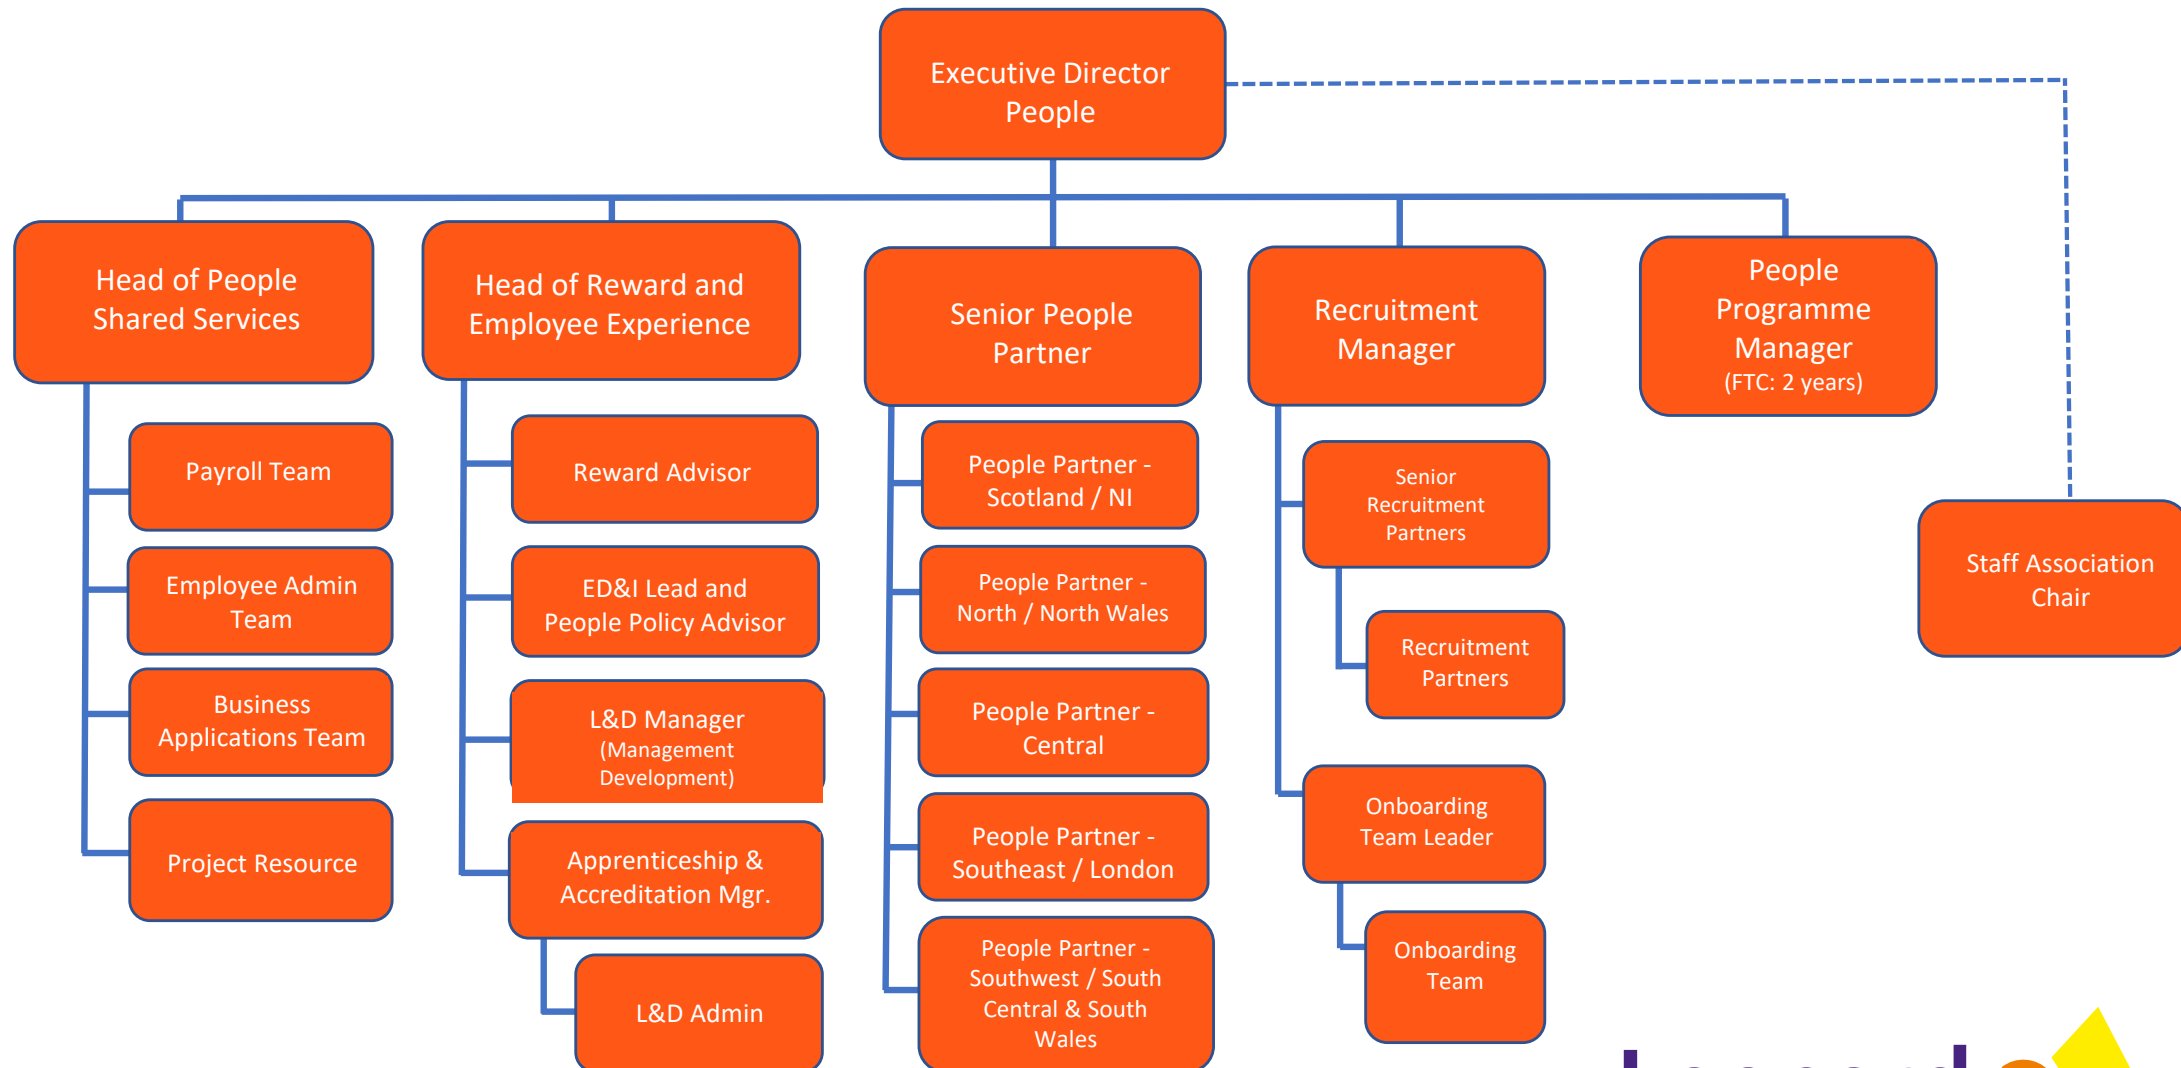 Executive Director
People
Head of People
Shared Services
Head of Reward and
Employee Experience
Senior People
Partner
Recruitment
Manager
People
Programme
Manager
(FTC: 2 years)
Payroll Team
Employee Admin
Team
Business
Applications Team
Project Resource
Reward Advisor
ED&I Lead and
People Policy Advisor
L&D Manager
(Management
Development)
Apprenticeship &
Accreditation Mgr.
L&D Admin
People Partner -
Scotland / NI
People Partner -
North / North Wales
People Partner -
Central
People Partner -
Southeast / London
People Partner -
Southwest / South
Central & South
Wales
Senior
Recruitment
Partners
Recruitment
Partners
Onboarding
Team Leader
Onboarding
Team
Staff Association
Chair